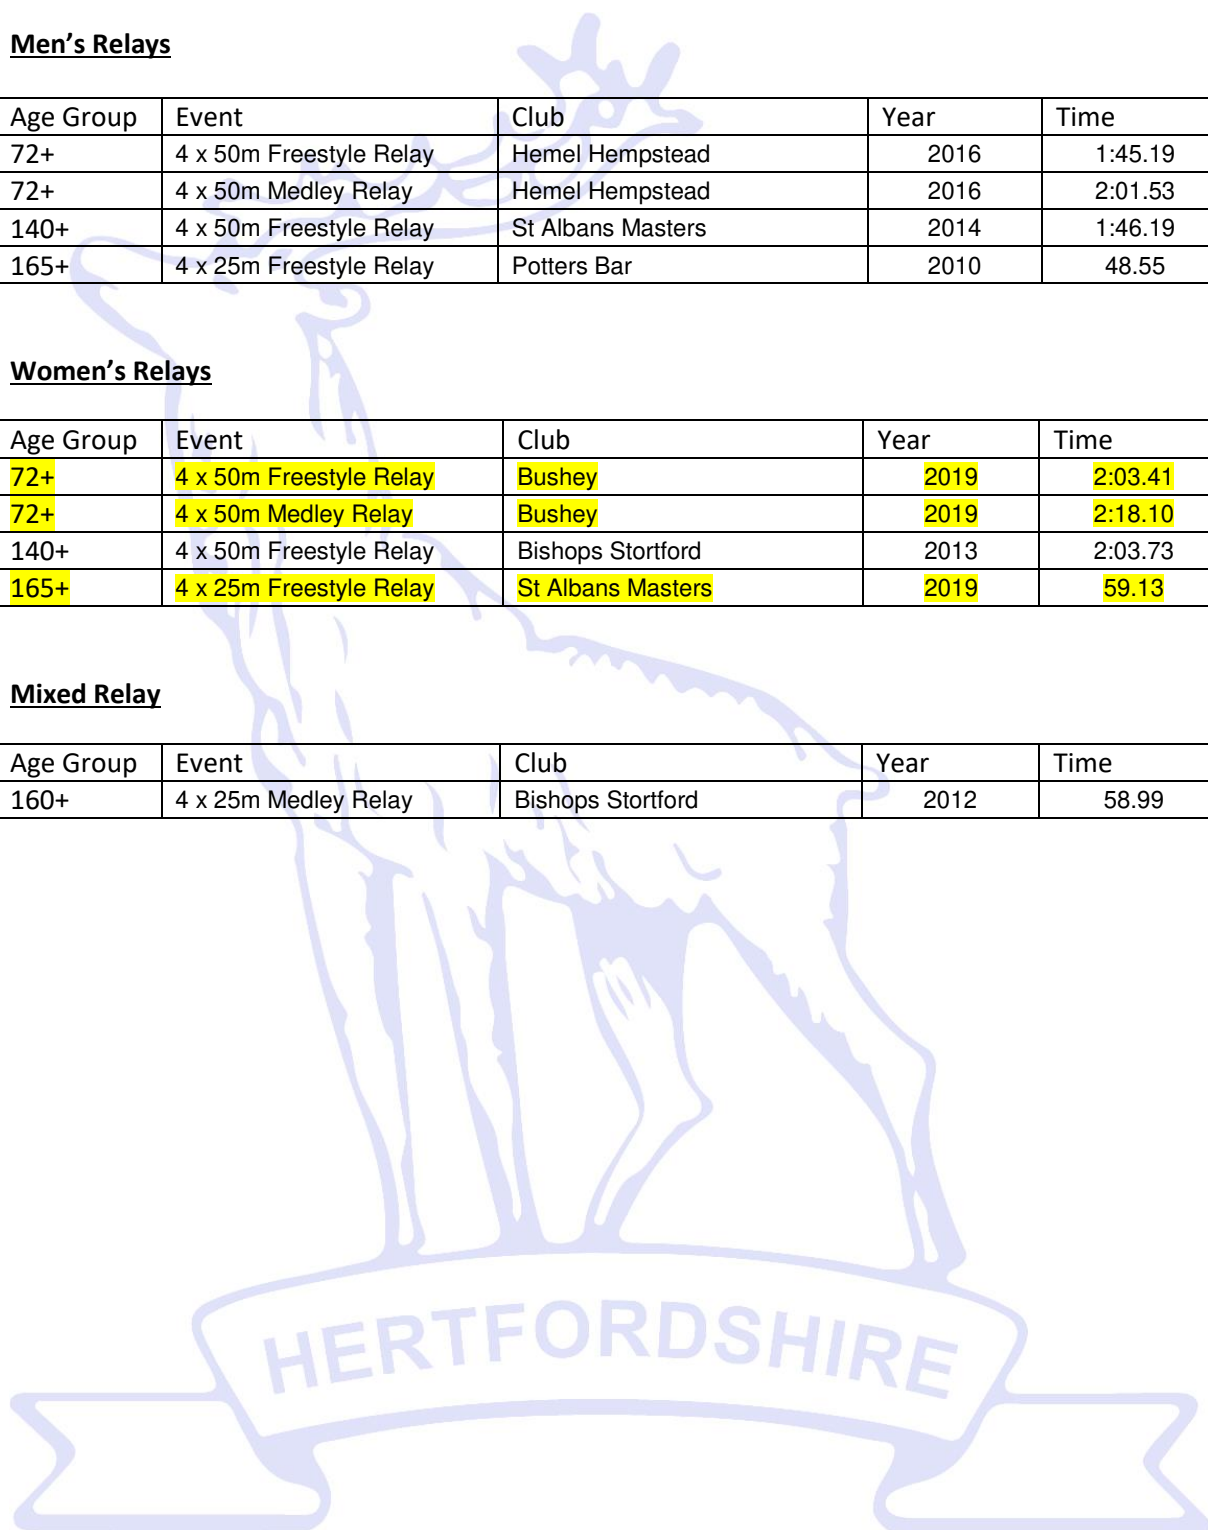 Men’s Relays
Age Group Event Club Year Time
72+ 4 x 50m Freestyle Relay Hemel Hempstead 2016 1:45.19
72+ 4 x 50m Medley Relay Hemel Hempstead 2016 2:01.53
140+ 4 x 50m Freestyle Relay St Albans Masters 2014 1:46.19
165+ 4 x 25m Freestyle Relay Potters Bar 2010 48.55
Women’s Relays
Age Group Event Club Year Time
72+ 4 x 50m Freestyle Relay Bushey 2019 2:03.41
72+ 4 x 50m Medley Relay Bushey 2019 2:18.10
140+ 4 x 50m Freestyle Relay Bishops Stortford 2013 2:03.73
165+ 4 x 25m Freestyle Relay St Albans Masters 2019 59.13
Mixed Relay
Age Group Event Club Year Time
160+ 4 x 25m Medley Relay Bishops Stortford 2012 58.99
HERTFORDSHIRE